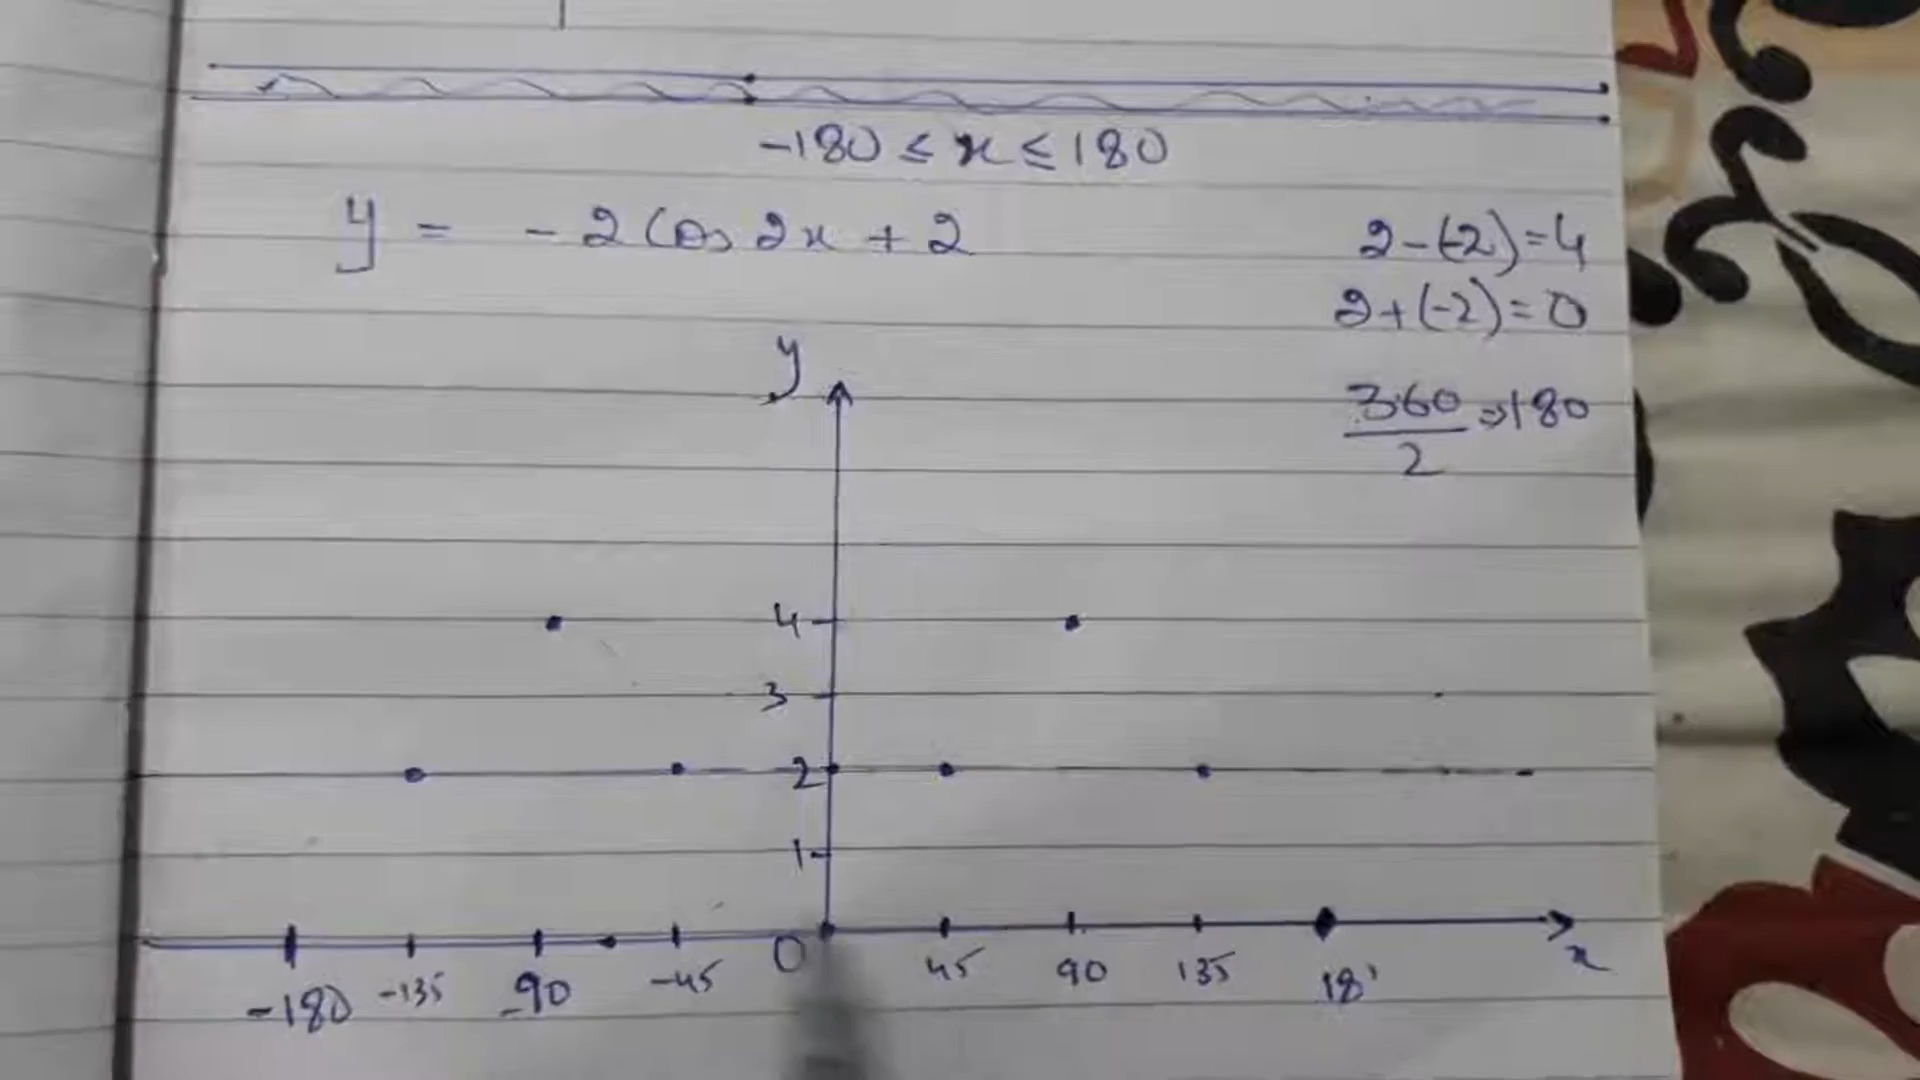 -180 ≤ x ≤ 180
y = -2 Cos 2x + 2
2-(-2)=4
2+(-2)=0
360/2 ⇒ 180
y
4
3
2
1
-180 -135 -90 -45 0 45 90 135 18
x